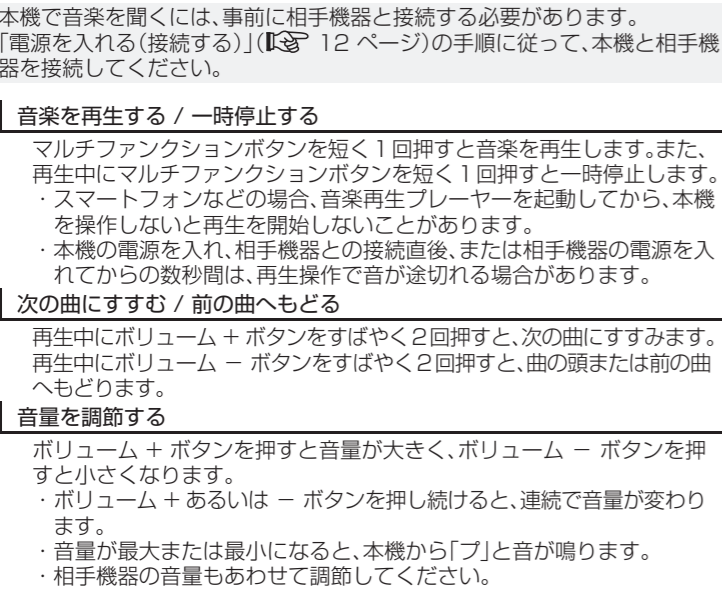 本機で音楽を聞くには、事前に相手機器と接続する必要があります。
「電源を入れる(接続する)」( 12 ページ)の手順に従って、本機と相手機
器を接続してください。
音楽を再生する / 一時停止する
マルチファンクションボタンを短く1回押すと音楽を再生します。また、
再生中にマルチファンクションボタンを短く1回押すと一時停止します。
・スマートフォンなどの場合、音楽再生プレーヤーを起動してから、本機
を操作しないと再生を開始しないことがあります。
・本機の電源を入れ、相手機器との接続直後、または相手機器の電源を入
れてからの数秒間は、再生操作で音が途切れる場合があります。
次の曲にすすむ / 前の曲へもどる
再生中にボリューム + ボタンをすばやく2回押すと、次の曲にすすみます。
再生中にボリューム - ボタンをすばやく2回押すと、曲の頭または前の曲
へもどります。
音量を調節する
ボリューム + ボタンを押すと音量が大きく、ボリューム - ボタンを押
すと小さくなります。
・ボリューム + あるいは - ボタンを押し続けると、連続で音量が変わり
ます。
・音量が最大または最小になると、本機から「プ」と音が鳴ります。
・相手機器の音量もあわせて調節してください。